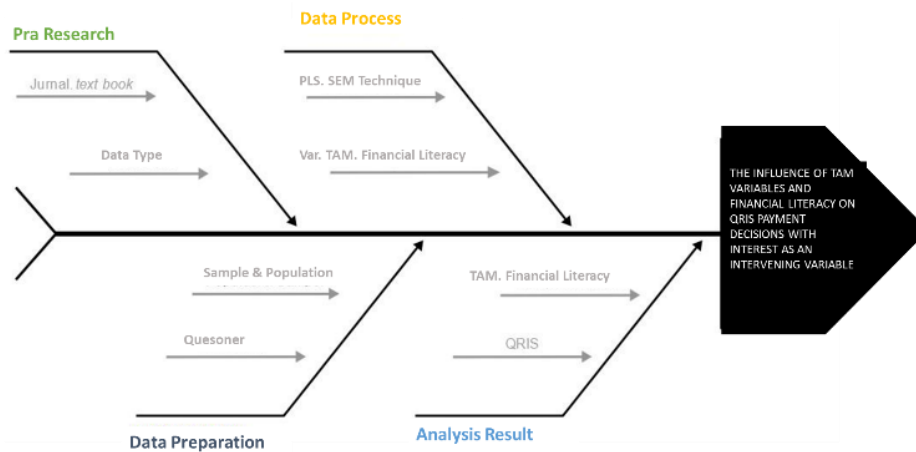 Pra Research
Jurnal. text book
Data Type
Data Process
PLS. SEM Technique
Var. TAM. Financial Literacy
THE INFLUENCE OF TAM
VARIABLES AND
FINANCIAL LITERACY ON
QRIS PAYMENT
DECISIONS WITH
INTEREST AS AN
INTERVENING VARIABLE
Sample & Population
Quesoner
Data Preparation
TAM. Financial Literacy
QRIS
Analysis Result